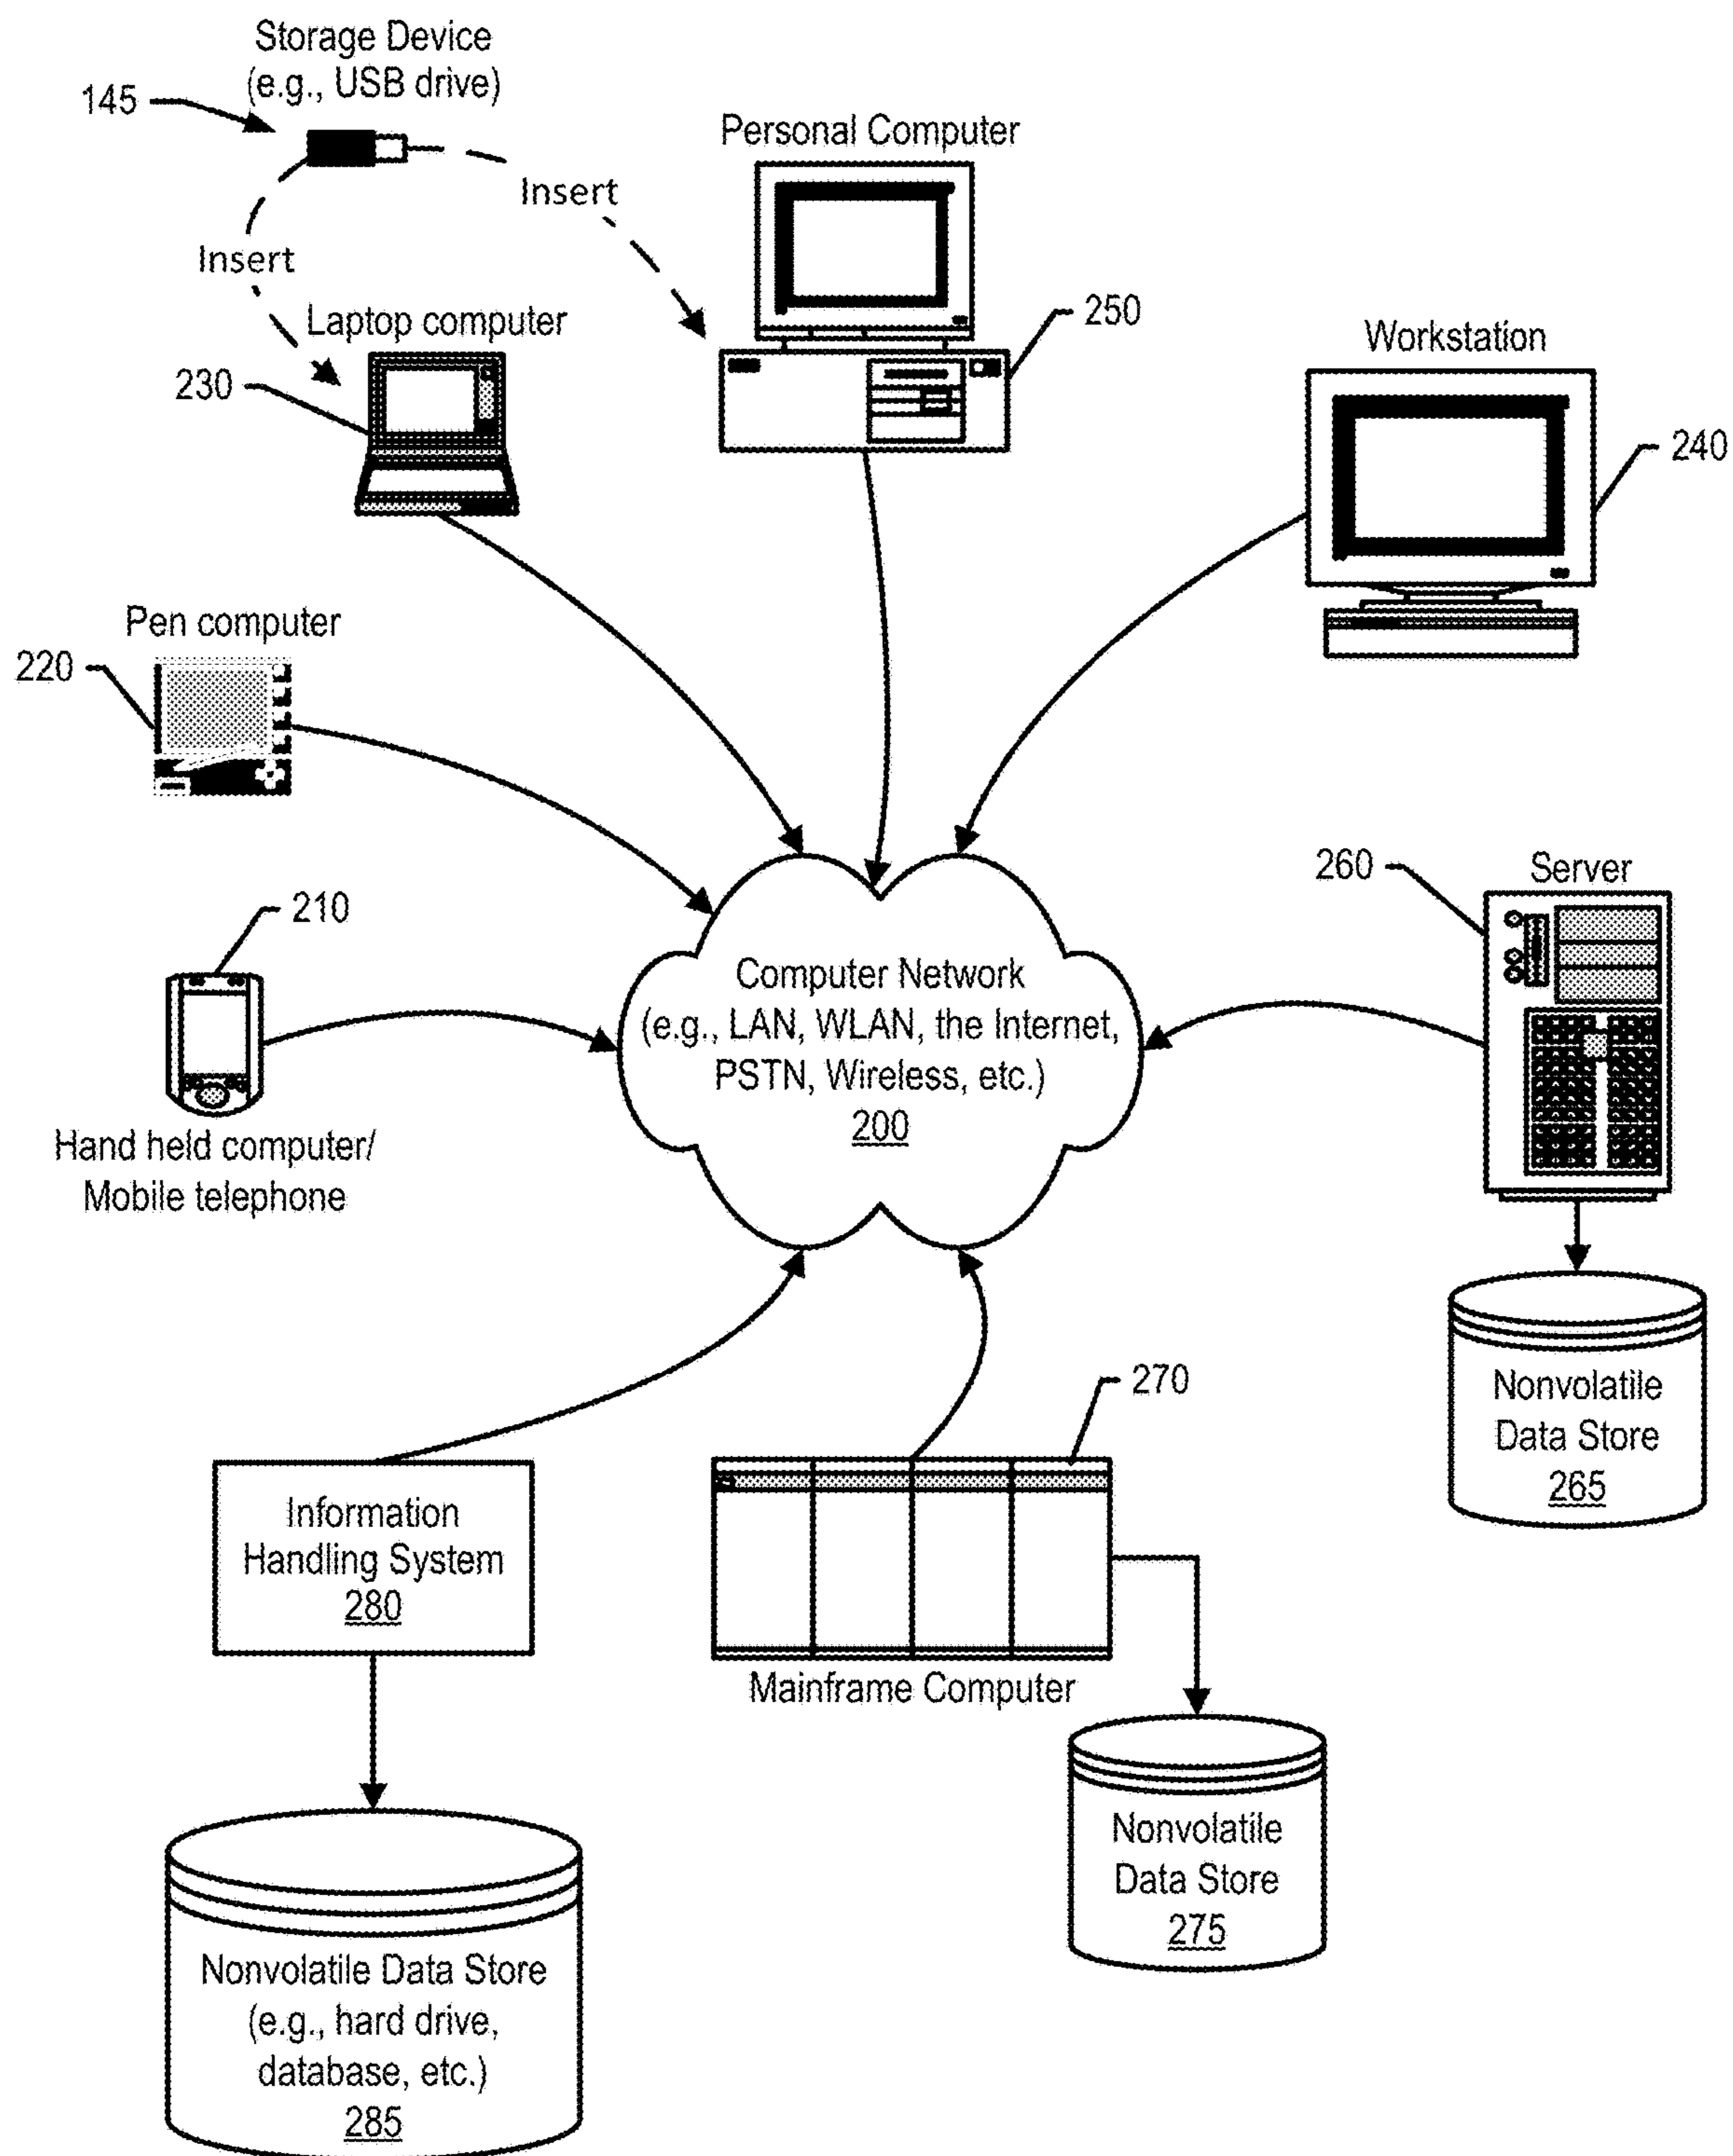 Storage Device
(e.g., USB drive)
145
Personal Computer
Insert
Insert
Laptop computer
250
230
Workstation
240
Pen computer
220
260
Server
210
Computer Network
(e.g., LAN, WLAN, the Internet,
PSTN, Wireless, etc.)
200
Hand held computer/
Mobile telephone
270
Nonvolatile
Data Store
265
Information
Handling System
280
Mainframe Computer
Nonvolatile
Data Store
275
Nonvolatile Data Store
(e.g., hard drive,
database, etc.)
285